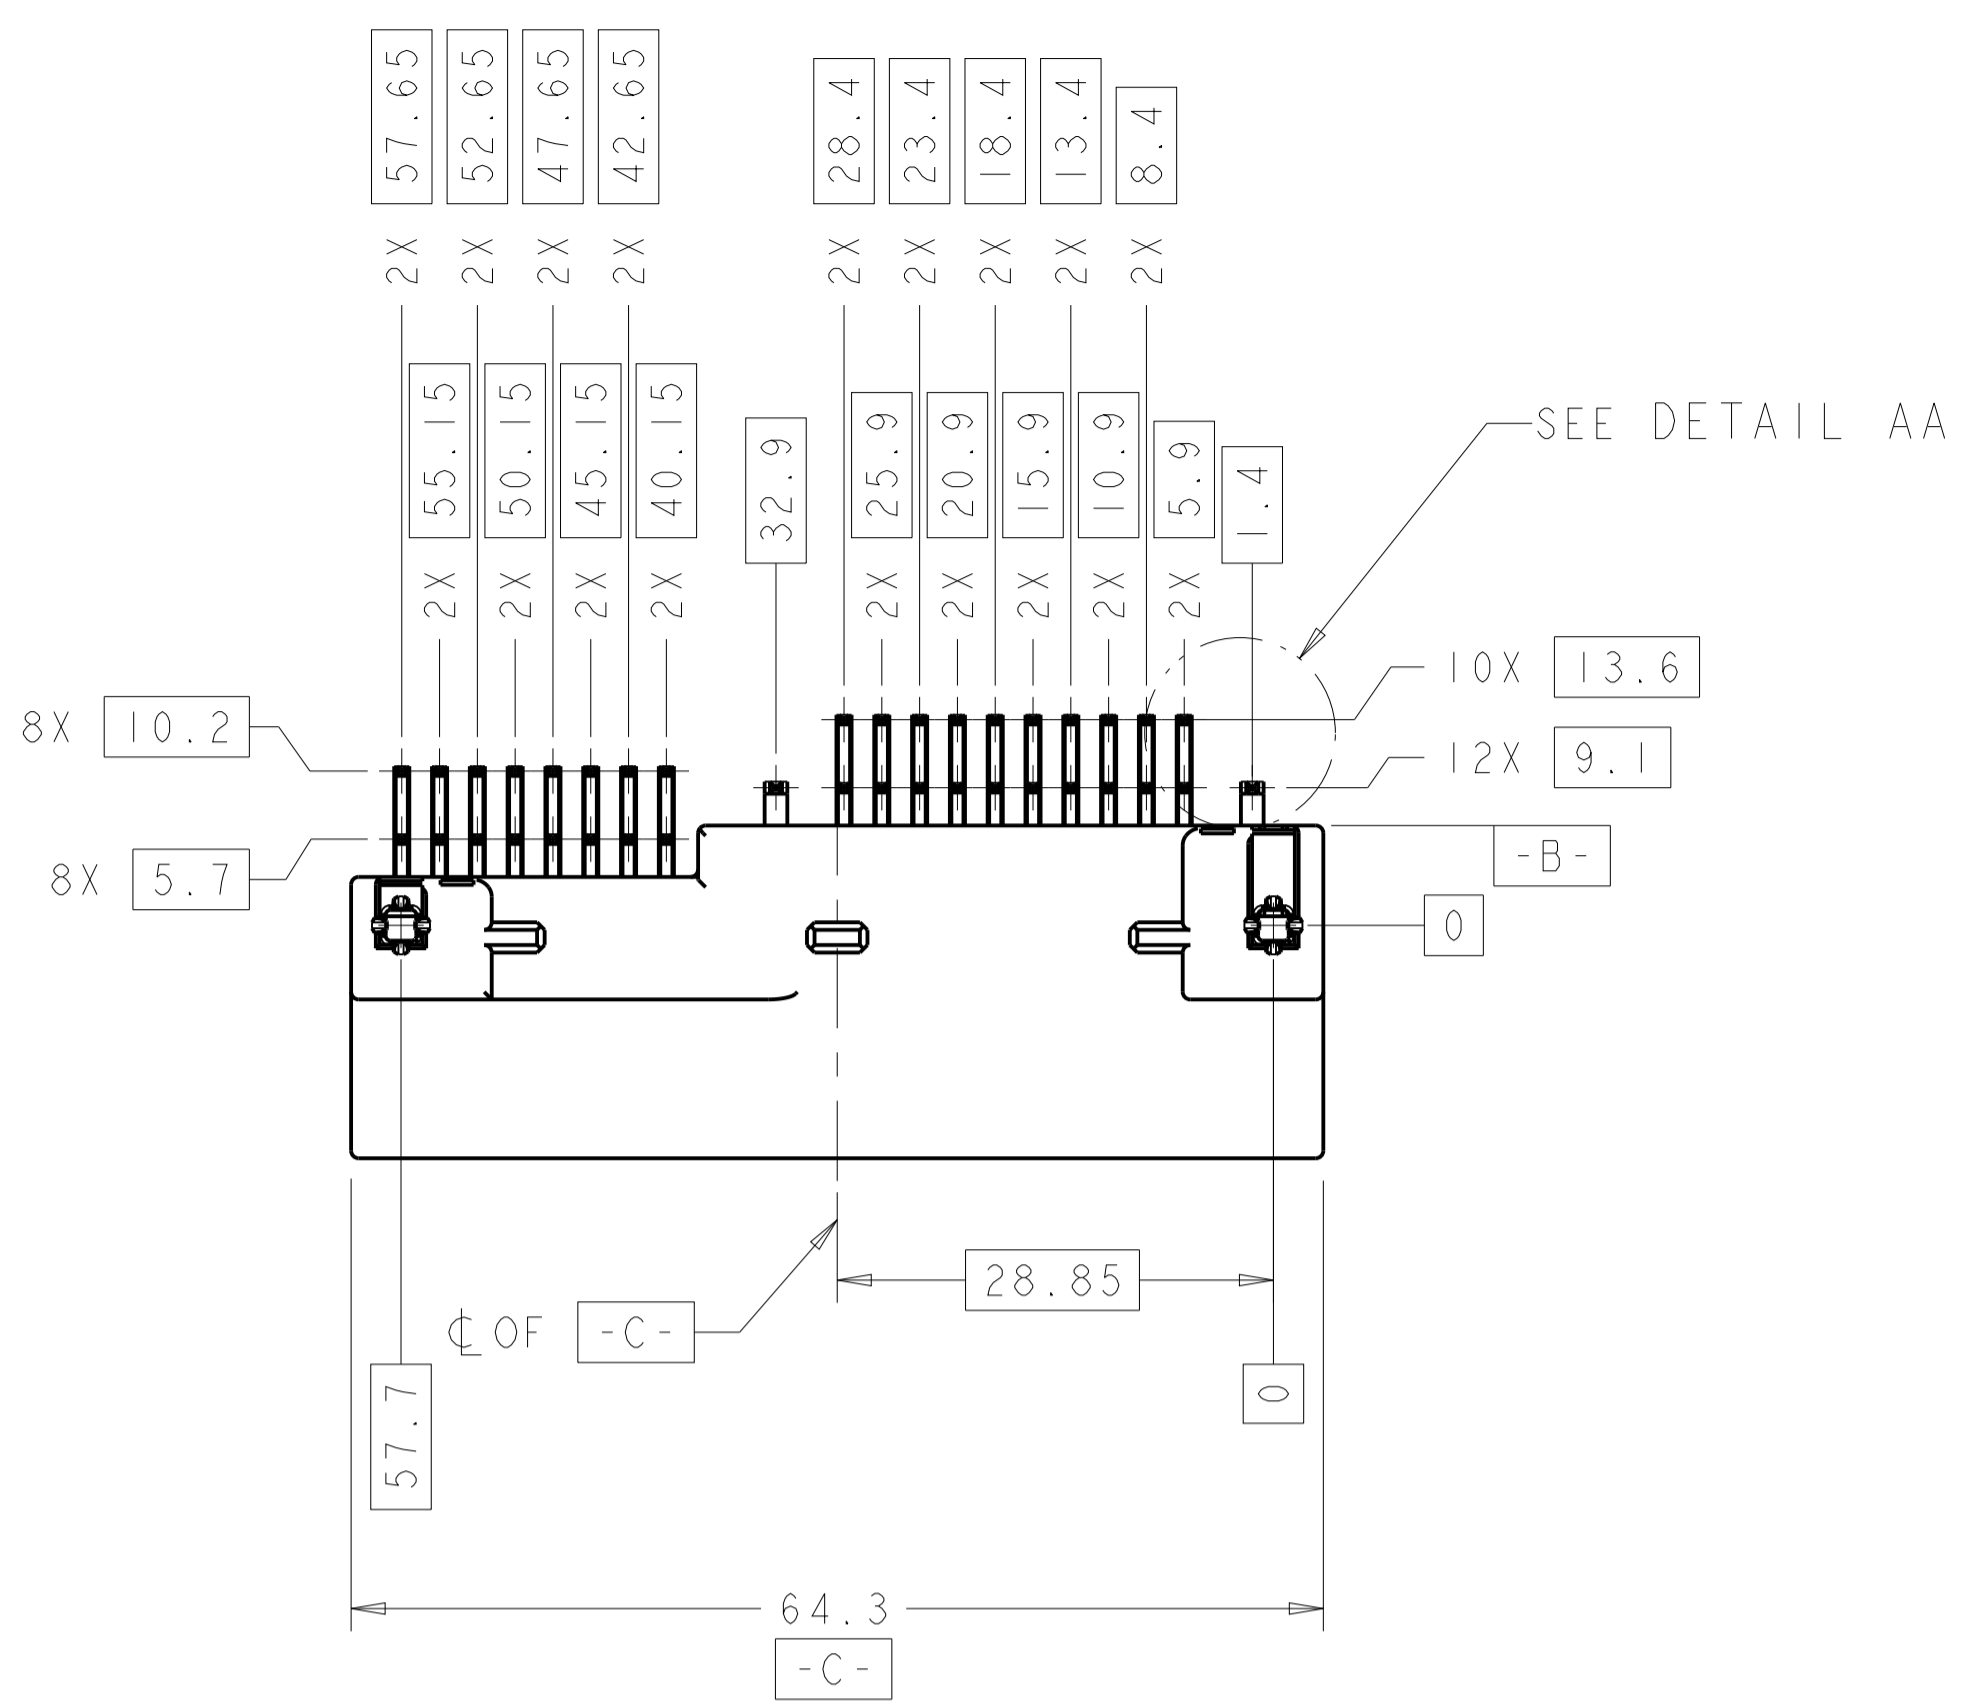 57.65 52.65 47.65 42.65 28.4 23.4 18.4 13.4 8.4
2X 2X 2X 2X 2X 2X 2X 2X 2X
55.15 50.15 45.15 40.15 32.9 25.9 20.9 15.9 10.9 5.9 1.4
2X 2X 2X 2X 2X 2X 2X 2X 2X
SEE DETAIL AA
10X 13.6
8X 10.2
12X 9.1
8X 5.7
-B-
0
28.85
℄ OF -C-
57.7
0
64.3
-C-